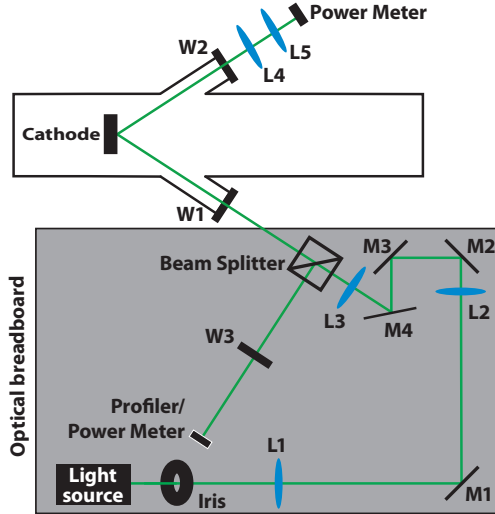 Power Meter
W2
L5
L4
Cathode
W1
M3
M2
Beam Splitter
L3
L2
M4
W3
Optical breadboard
Profiler/
Power Meter
L1
Light
source
Iris
M1